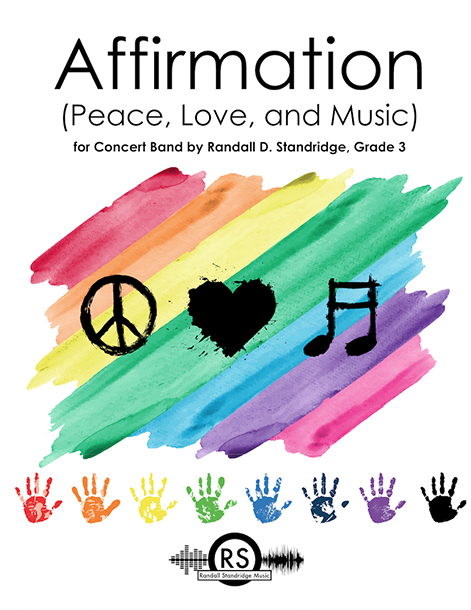 Affirmation
(Peace, Love, and Music)
for Concert Band by Randall D. Standridge, Grade 3
RS
Randall Standridge Music